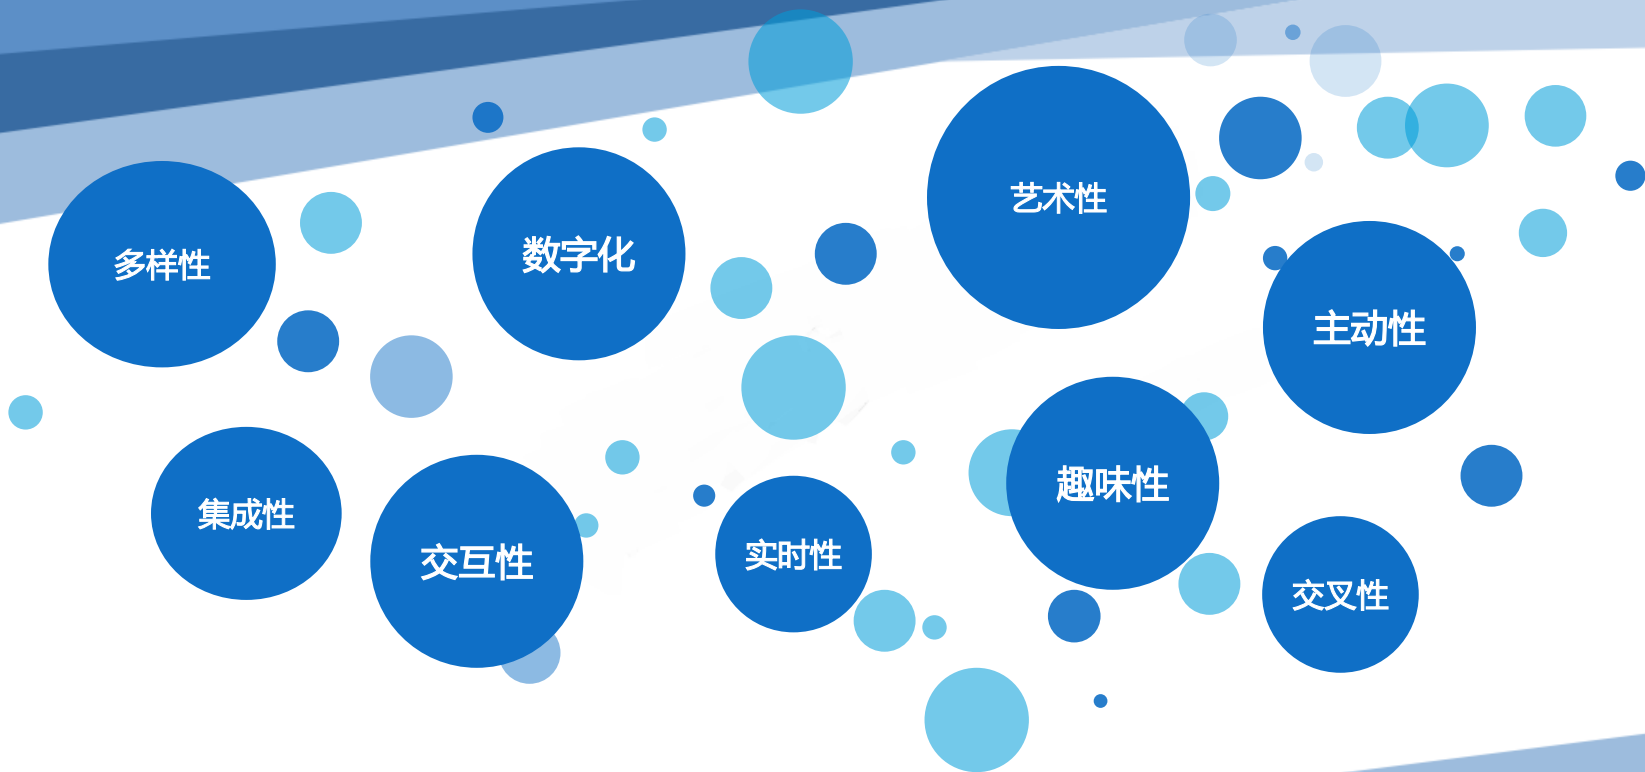 多样性
数字化
艺术性
主动性
集成性
交互性
实时性
趣味性
交叉性